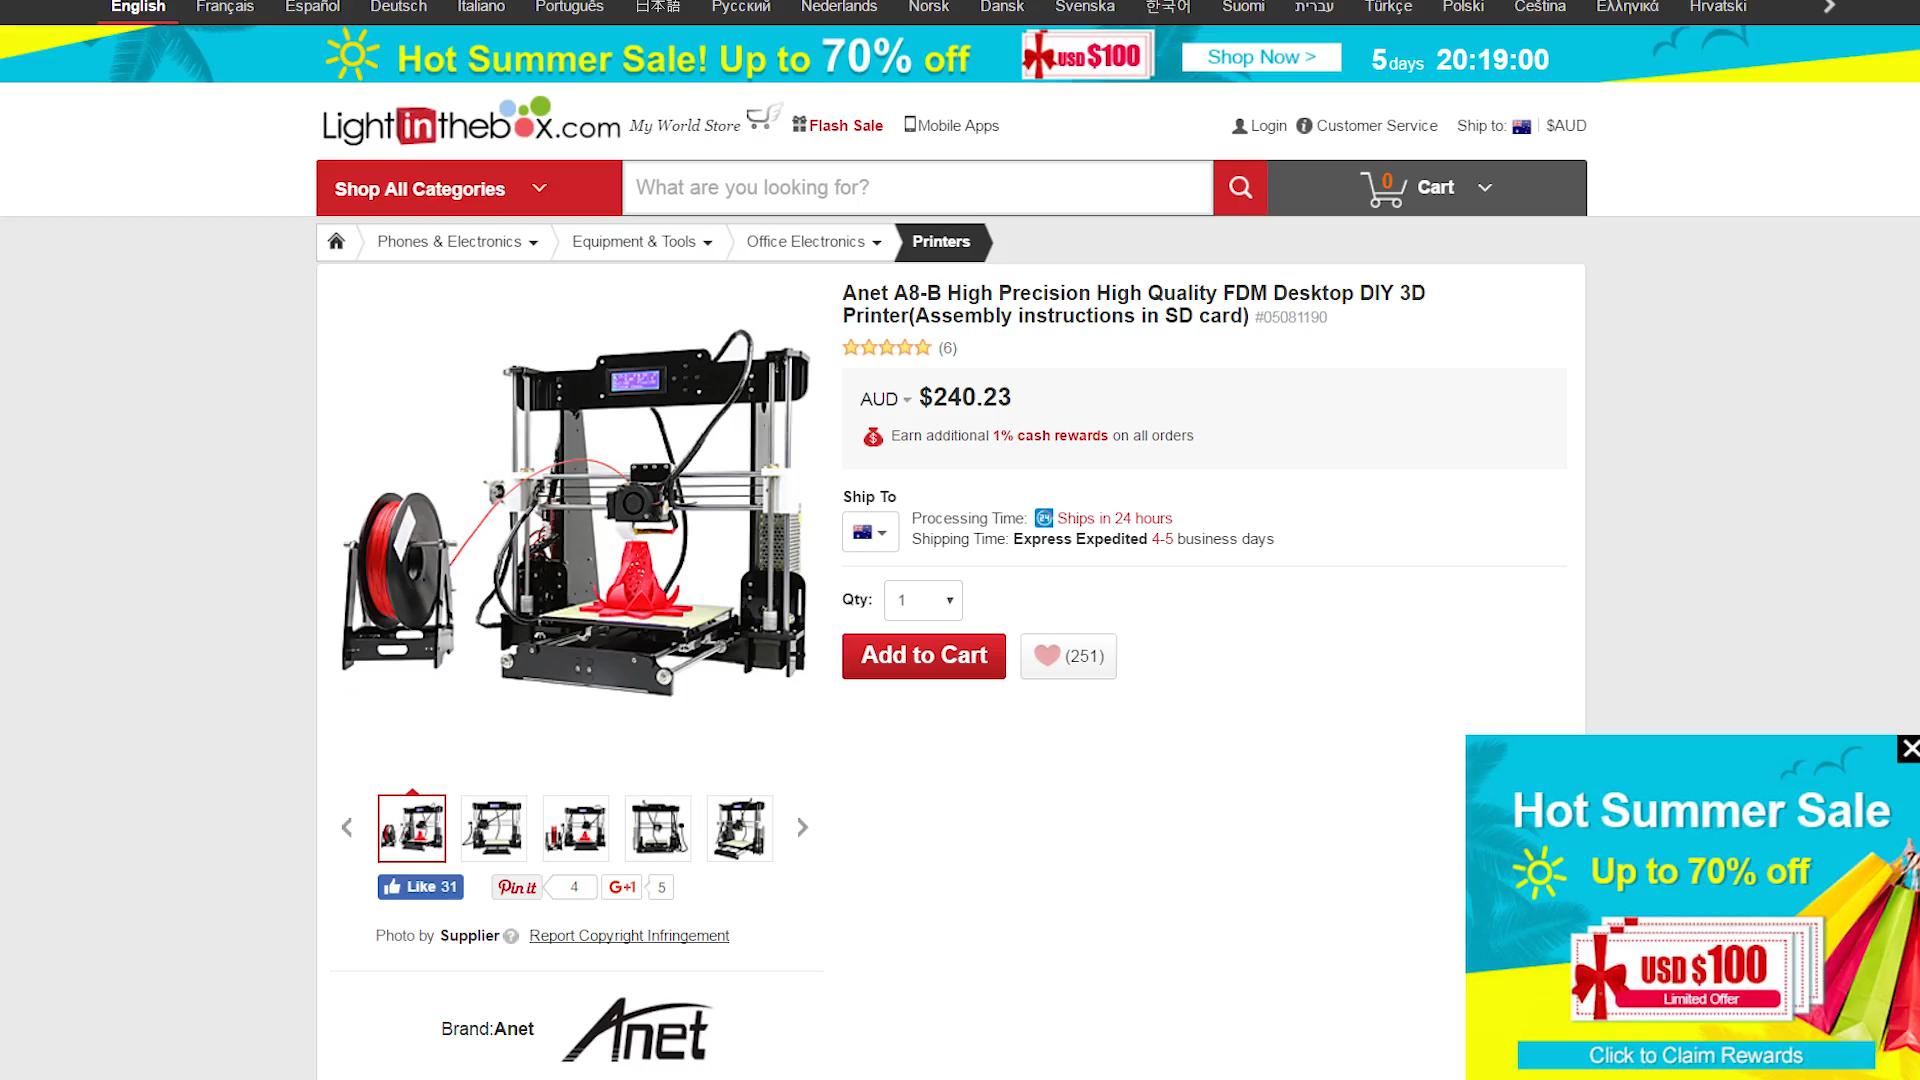 English Français Español Deutsch Italiano Português 日本語 Русский Nederlands Norsk Dansk Svenska 한국어 Suomi עברית Türkçe Polski Čeština Ελληνικά Hrvatski
Hot Summer Sale! Up to 70% off USD $100 Shop Now > 5 days 20:19:00
Lightinthebox.com My World Store Flash Sale Mobile Apps Login Customer Service Ship to: $AUD
Shop All Categories What are you looking for? 0 Cart
Phones & Electronics Equipment & Tools Office Electronics Printers
Anet A8-B High Precision High Quality FDM Desktop DIY 3D
Printer(Assembly instructions in SD card) #05081190
(6)
AUD $240.23
Earn additional 1% cash rewards on all orders
Ship To
Processing Time: 24 Ships in 24 hours
Shipping Time: Express Expedited 4-5 business days
Qty: 1
Add to Cart (251)
Like 31 Pin it 4 G+1 5
Photo by Supplier ? Report Copyright Infringement
Brand:Anet Anet
Hot Summer Sale
Up to 70% off
USD $100
Limited Offer
Click to Claim Rewards